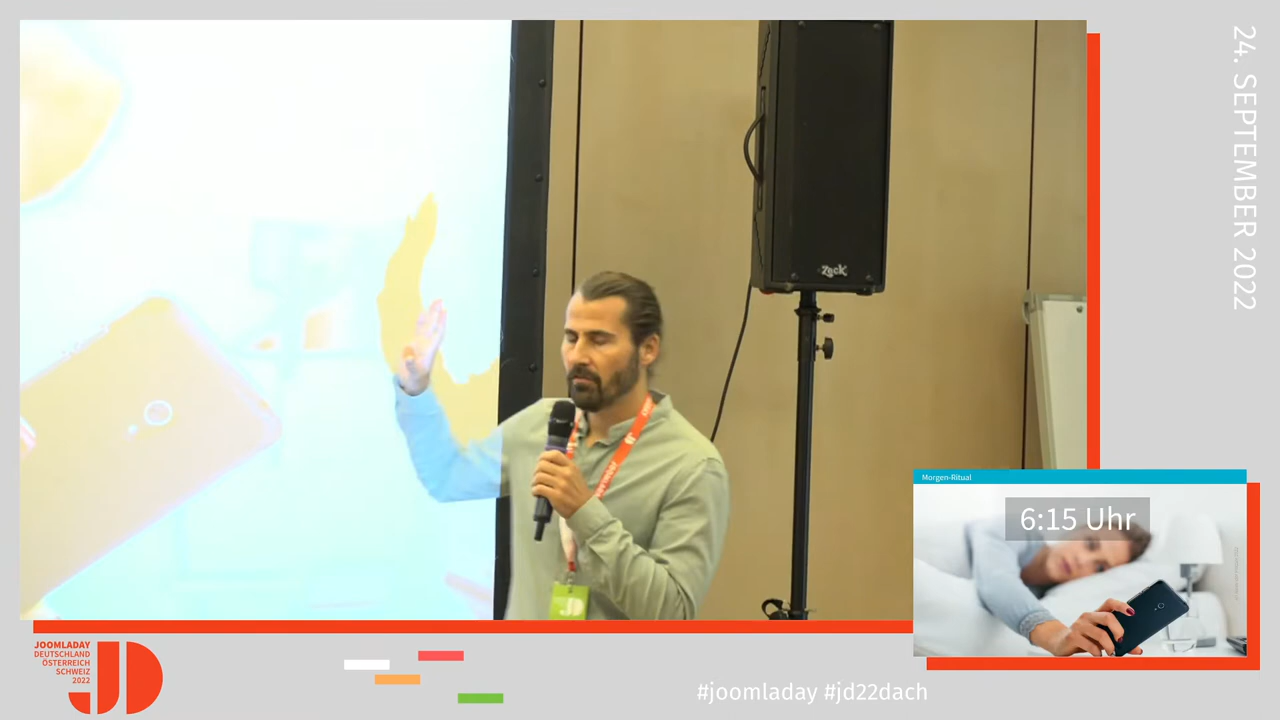 24. SEPTEMBER 2022
Zeck
Morgen-Ritual
6:15 Uhr
JOOMLADAY
DEUTSCHLAND
ÖSTERREICH
SCHWEIZ
2022
JD
#joomladay #jd22dach